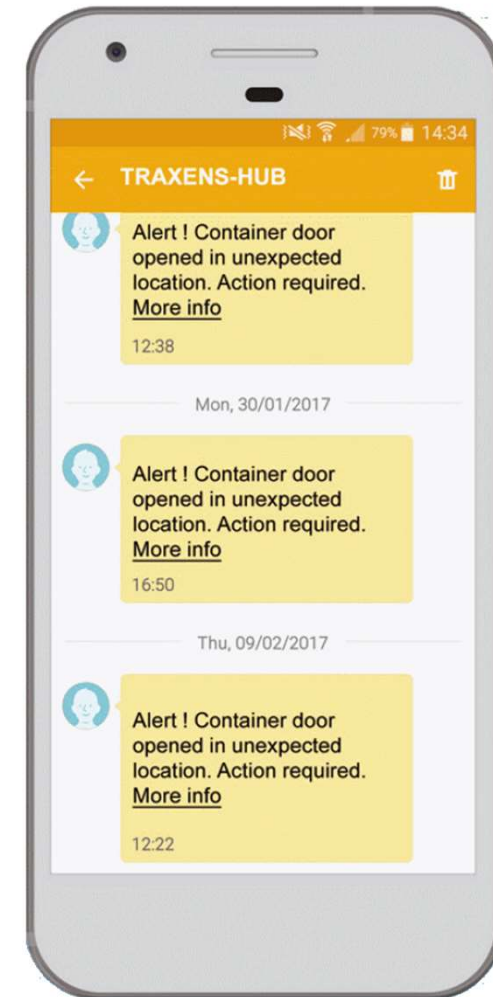 79% 14:34
TRAXENS-HUB
Alert ! Container door
opened in unexpected
location. Action required.
More info
12:38
Mon, 30/01/2017
Alert ! Container door
opened in unexpected
location. Action required.
More info
16:50
Thu, 09/02/2017
Alert ! Container door
opened in unexpected
location. Action required.
More info
12:22